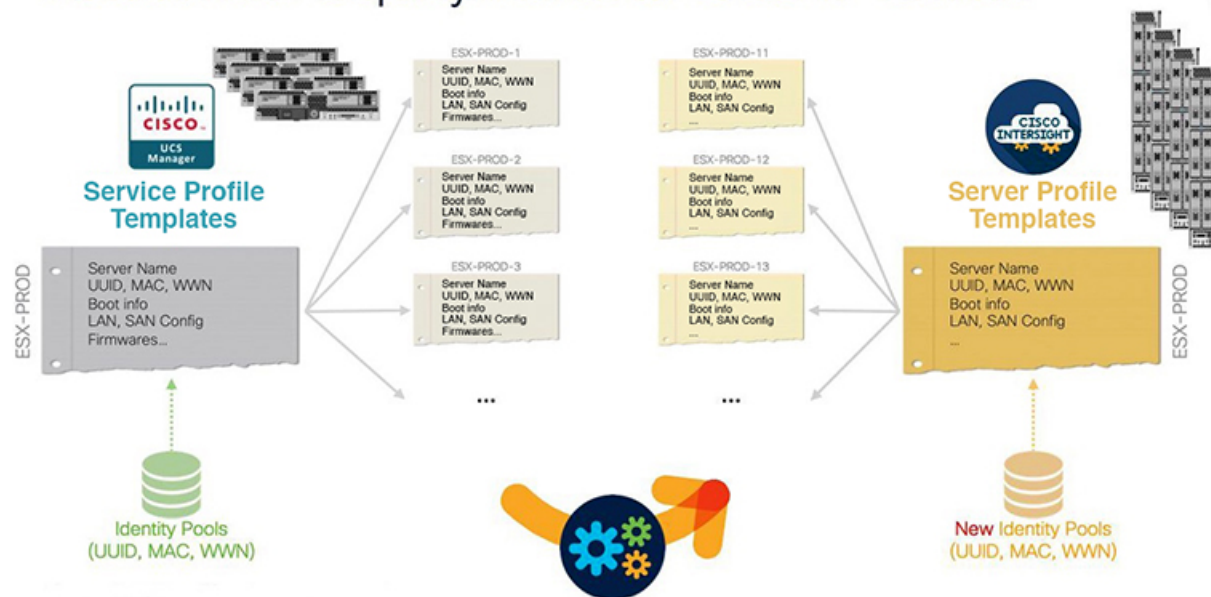 CISCO
UCS
Manager
Service Profile
Templates
ESX-PROD
Server Name
UUID, MAC, WWN
Boot info
LAN, SAN Config
Firmwares...
Identity Pools
(UUID, MAC, WWN)
ESX-PROD-1
Server Name
UUID, MAC, WWN
Boot info
LAN, SAN Config
Firmwares...
ESX-PROD-2
Server Name
UUID, MAC, WWN
Boot info
LAN, SAN Config
Firmwares...
ESX-PROD-3
Server Name
UUID, MAC, WWN
Boot info
LAN, SAN Config
Firmwares...
...
ESX-PROD-11
Server Name
UUID, MAC, WWN
Boot info
LAN, SAN Config
...
ESX-PROD-12
Server Name
UUID, MAC, WWN
Boot info
LAN, SAN Config
...
ESX-PROD-13
Server Name
UUID, MAC, WWN
Boot info
LAN, SAN Config
...
...
CISCO
INTERSIGHT
Server Profile
Templates
Server Name
UUID, MAC, WWN
Boot info
LAN, SAN Config
...
ESX-PROD
New Identity Pools
(UUID, MAC, WWN)